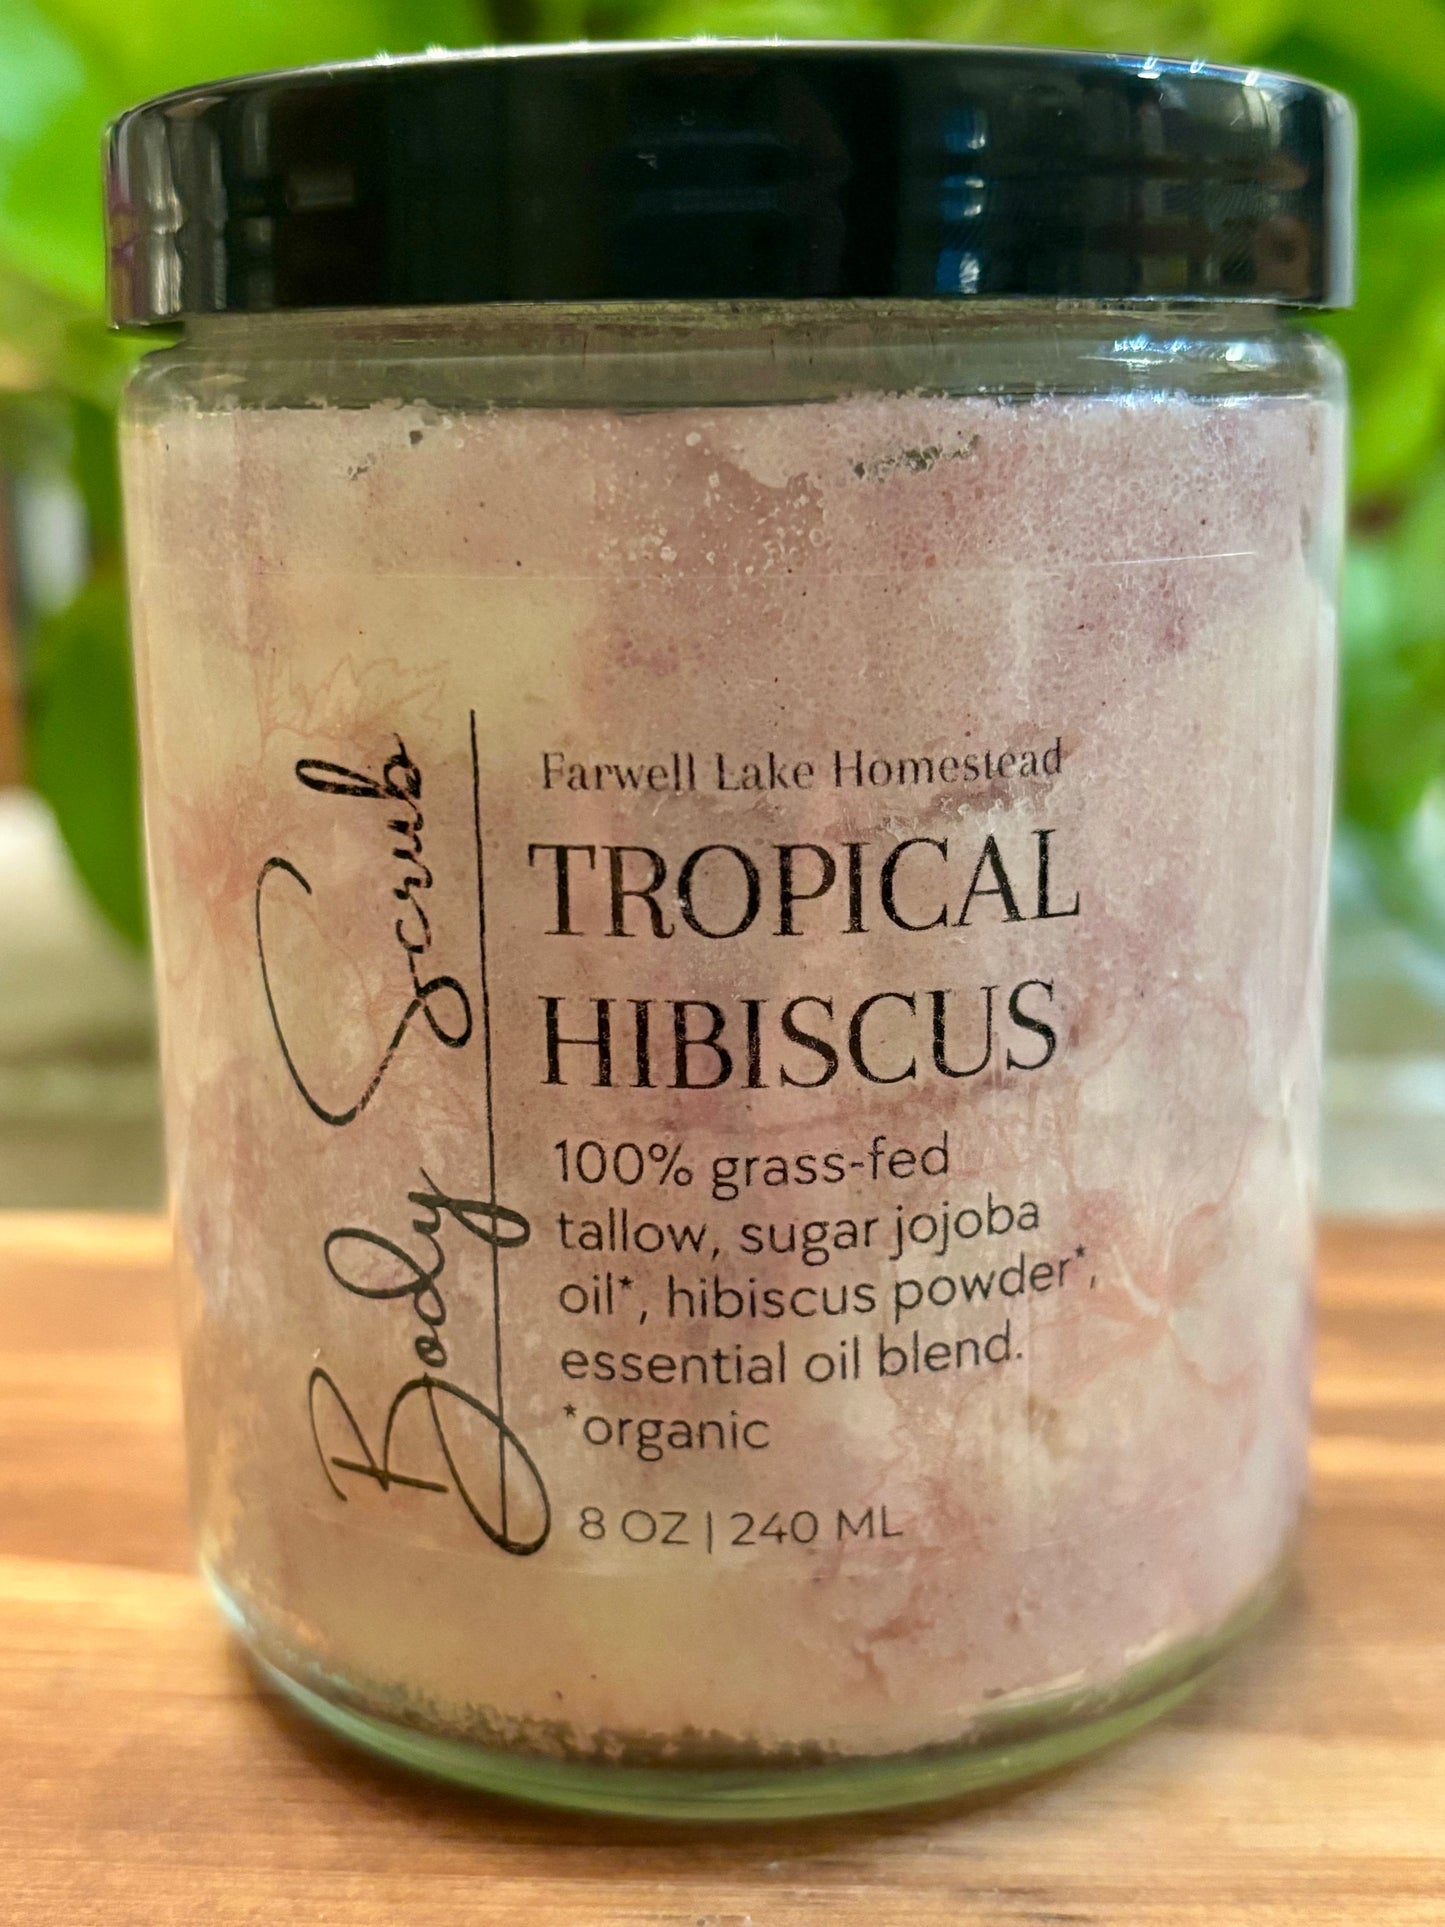 Body Scrub
Farwell Lake Homestead
TROPICAL
HIBISCUS
100% grass-fed
tallow, sugar jojoba
oil*, hibiscus powder*,
essential oil blend.
*organic
8 OZ | 240 ML